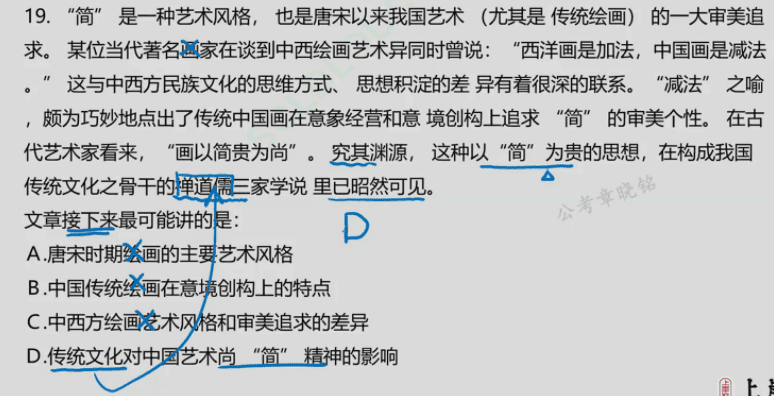 19. “简” 是一种艺术风格， 也是唐宋以来我国艺术 （尤其是 传统绘画） 的一大审美追
求。 某位当代著名画家在谈到中西绘画艺术异同时曾说： “西洋画是加法，中国画是减法
。” 这与中西方民族文化的思维方式、 思想积淀的差 异有着很深的联系。 “减法” 之喻
，颇为巧妙地点出了传统中国画在意象经营和意 境创构上追求 “简” 的审美个性。 在古
代艺术家看来， “画以简贵为尚” 。 究其渊源， 这种以 “简” 为贵的思想，在构成我国
传统文化之骨干的禅道儒三家学说 里已昭然可见。
公考章晓铭
文章接下来最可能讲的是：
D
A.唐宋时期绘画的主要艺术风格
B.中国传统绘画在意境创构上的特点
C.中西方绘画艺术风格和审美追求的差异
D.传统文化对中国艺术尚 “简” 精神的影响